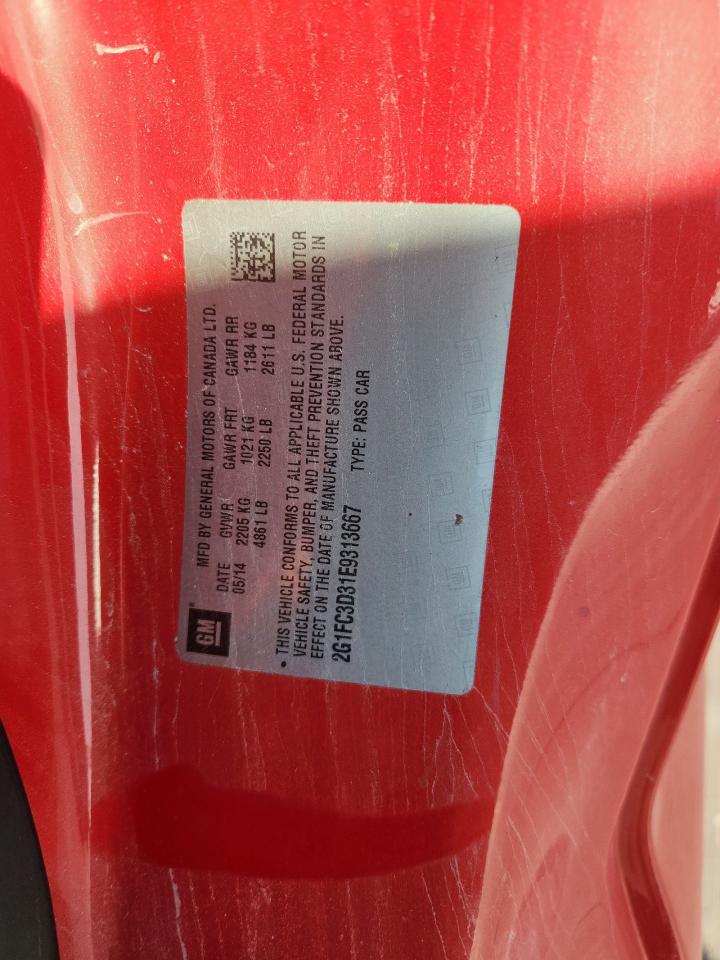 GM®
MFD BY GENERAL MOTORS OF CANADA LTD.
DATE GVWR GAWR FRT GAWR RR
05/14 2205 KG 1021 KG 1184 KG
4861 LB 2250 LB 2611 LB
• THIS VEHICLE CONFORMS TO ALL APPLICABLE U.S. FEDERAL MOTOR
VEHICLE SAFETY, BUMPER, AND THEFT PREVENTION STANDARDS IN
EFFECT ON THE DATE OF MANUFACTURE SHOWN ABOVE.
2G1FC3D31E9313667 TYPE: PASS CAR